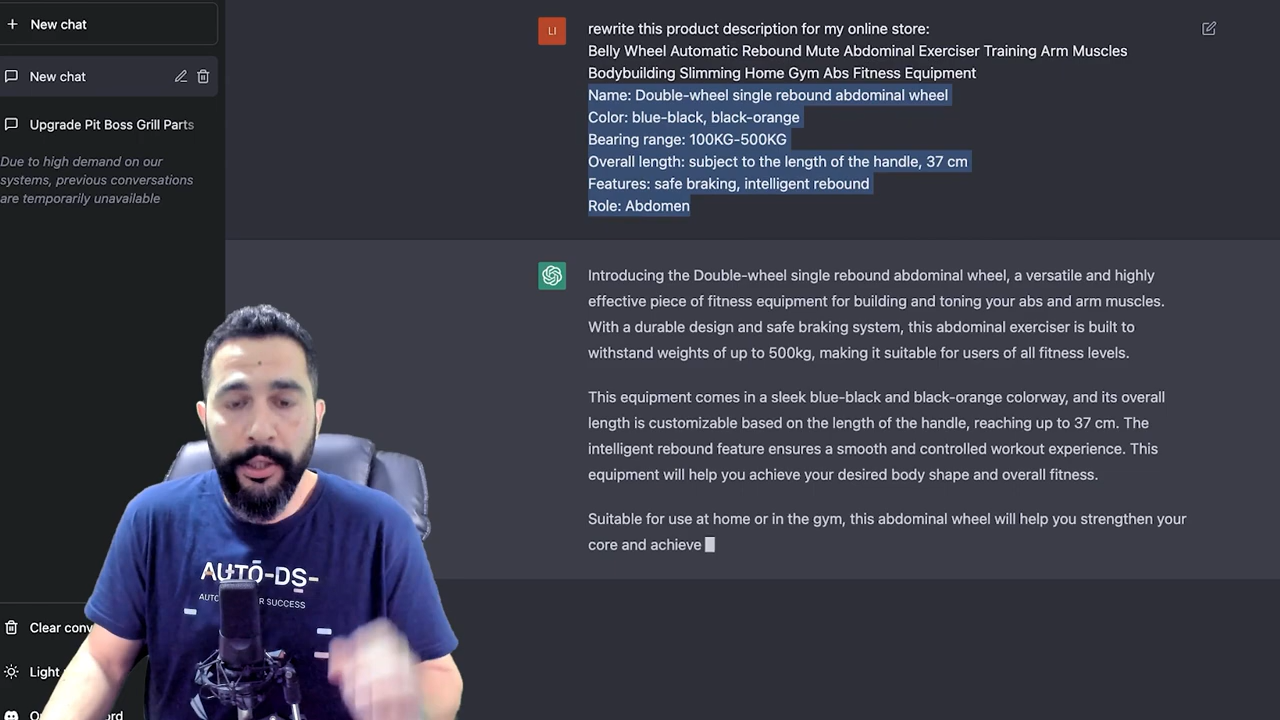 New chat
New chat
Upgrade Pit Boss Grill Parts
Due to high demand on our
systems, previous conversations
are temporarily unavailable
Clear conv
Light
LI
rewrite this product description for my online store:
Belly Wheel Automatic Rebound Mute Abdominal Exerciser Training Arm Muscles
Bodybuilding Slimming Home Gym Abs Fitness Equipment
Name: Double-wheel single rebound abdominal wheel
Color: blue-black, black-orange
Bearing range: 100KG-500KG
Overall length: subject to the length of the handle, 37 cm
Features: safe braking, intelligent rebound
Role: Abdomen
Introducing the Double-wheel single rebound abdominal wheel, a versatile and highly
effective piece of fitness equipment for building and toning your abs and arm muscles.
With a durable design and safe braking system, this abdominal exerciser is built to
withstand weights of up to 500kg, making it suitable for users of all fitness levels.
This equipment comes in a sleek blue-black and black-orange colorway, and its overall
length is customizable based on the length of the handle, reaching up to 37 cm. The
intelligent rebound feature ensures a smooth and controlled workout experience. This
equipment will help you achieve your desired body shape and overall fitness.
Suitable for use at home or in the gym, this abdominal wheel will help you strengthen your
core and achieve
AUTO-DS-
SUCCESS